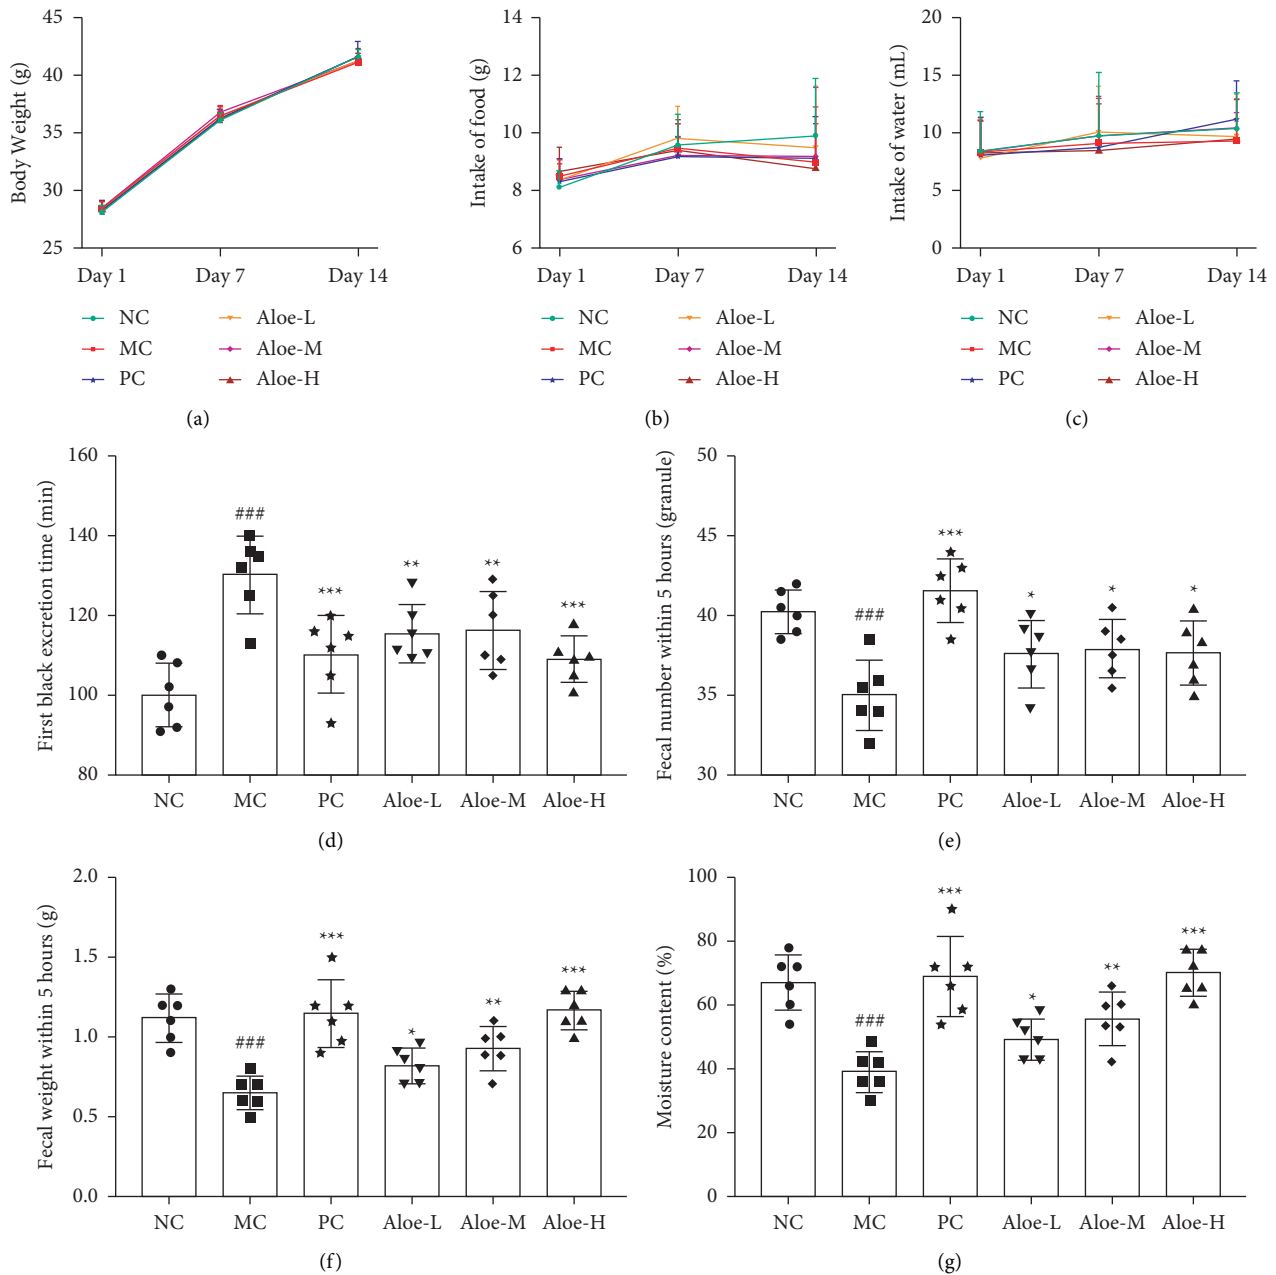 Body Weight (g)
45
40
35
30
25
Day 1 Day 7 Day 14
NC Aloe-L
MC Aloe-M
PC Aloe-H
(a)
Intake of food (g)
14
12
10
8
6
Day 1 Day 7 Day 14
NC Aloe-L
MC Aloe-M
PC Aloe-H
(b)
Intake of water (mL)
20
15
10
5
0
Day 1 Day 7 Day 14
NC Aloe-L
MC Aloe-M
PC Aloe-H
(c)
First black excretion time (min)
160
140
120
100
80
###
***
**
**
***
NC MC PC Aloe-L Aloe-M Aloe-H
(d)
Fecal number within 5 hours (granule)
50
45
40
35
30
###
***
*
*
*
NC MC PC Aloe-L Aloe-M Aloe-H
(e)
Fecal weight within 5 hours (g)
2.0
1.5
1.0
0.5
0.0
###
***
*
**
***
NC MC PC Aloe-L Aloe-M Aloe-H
(f)
Moisture content (%)
100
80
60
40
20
0
###
***
*
**
***
NC MC PC Aloe-L Aloe-M Aloe-H
(g)